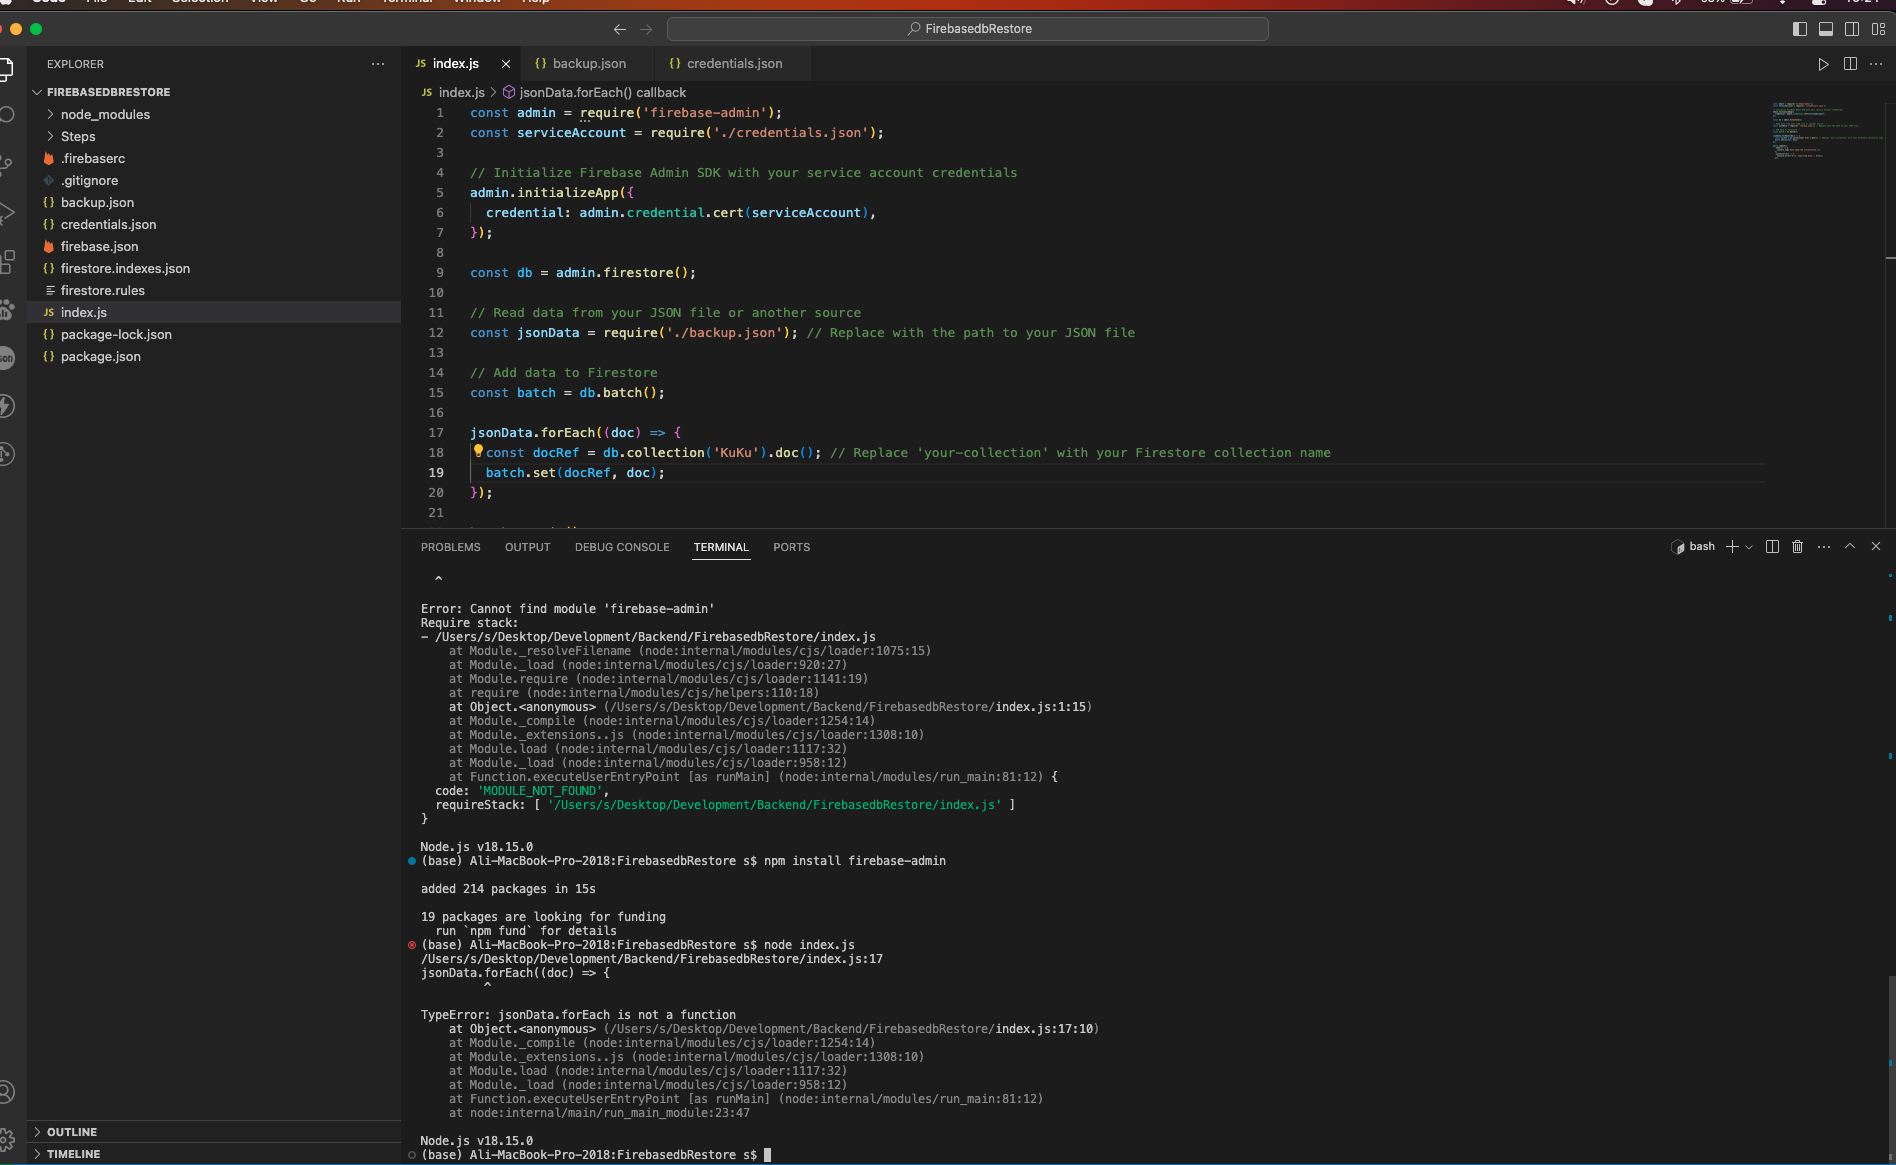 Code File Edit Selection View Go Run Terminal Window Help
FirebasedbRestore
EXPLORER
FIREBASEDBRESTORE
node_modules
Steps
.firebaserc
.gitignore
{} backup.json
{} credentials.json
firebase.json
{} firestore.indexes.json
firestore.rules
JS index.js
{} package-lock.json
{} package.json
OUTLINE
TIMELINE
JS index.js
{} backup.json
{} credentials.json
JS index.js > jsonData.forEach() callback
1 const admin = require('firebase-admin');
2 const serviceAccount = require('./credentials.json');
3
4 // Initialize Firebase Admin SDK with your service account credentials
5 admin.initializeApp({
6 credential: admin.credential.cert(serviceAccount),
7 });
8
9 const db = admin.firestore();
10
11 // Read data from your JSON file or another source
12 const jsonData = require('./backup.json'); // Replace with the path to your JSON file
13
14 // Add data to Firestore
15 const batch = db.batch();
16
17 jsonData.forEach((doc) => {
18 const docRef = db.collection('KuKu').doc(); // Replace 'your-collection' with your Firestore collection name
19 batch.set(docRef, doc);
20 });
21
PROBLEMS OUTPUT DEBUG CONSOLE TERMINAL PORTS
bash
^
Error: Cannot find module 'firebase-admin'
Require stack:
- /Users/s/Desktop/Development/Backend/FirebasedbRestore/index.js
at Module._resolveFilename (node:internal/modules/cjs/loader:1075:15)
at Module._load (node:internal/modules/cjs/loader:920:27)
at Module.require (node:internal/modules/cjs/loader:1141:19)
at require (node:internal/modules/cjs/helpers:110:18)
at Object.<anonymous> (/Users/s/Desktop/Development/Backend/FirebasedbRestore/index.js:1:15)
at Module._compile (node:internal/modules/cjs/loader:1254:14)
at Module._extensions..js (node:internal/modules/cjs/loader:1308:10)
at Module.load (node:internal/modules/cjs/loader:1117:32)
at Module._load (node:internal/modules/cjs/loader:958:12)
at Function.executeUserEntryPoint [as runMain] (node:internal/modules/run_main:81:12) {
code: 'MODULE_NOT_FOUND',
requireStack: [ '/Users/s/Desktop/Development/Backend/FirebasedbRestore/index.js' ]
}
Node.js v18.15.0
(base) Ali-MacBook-Pro-2018:FirebasedbRestore s$ npm install firebase-admin
added 214 packages in 15s
19 packages are looking for funding
run `npm fund` for details
(base) Ali-MacBook-Pro-2018:FirebasedbRestore s$ node index.js
/Users/s/Desktop/Development/Backend/FirebasedbRestore/index.js:17
jsonData.forEach((doc) => {
^
TypeError: jsonData.forEach is not a function
at Object.<anonymous> (/Users/s/Desktop/Development/Backend/FirebasedbRestore/index.js:17:10)
at Module._compile (node:internal/modules/cjs/loader:1254:14)
at Module._extensions..js (node:internal/modules/cjs/loader:1308:10)
at Module.load (node:internal/modules/cjs/loader:1117:32)
at Module._load (node:internal/modules/cjs/loader:958:12)
at Function.executeUserEntryPoint [as runMain] (node:internal/modules/run_main:81:12)
at node:internal/main/run_main_module:23:47
Node.js v18.15.0
(base) Ali-MacBook-Pro-2018:FirebasedbRestore s$